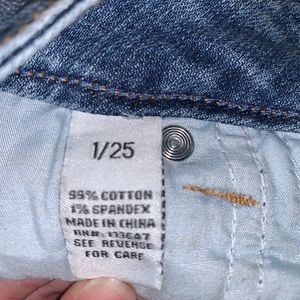 1/25
99% COTTON
1% SPANDEX
MADE IN CHINA
RN#: 133647
SEE REVERSE
FOR CARE